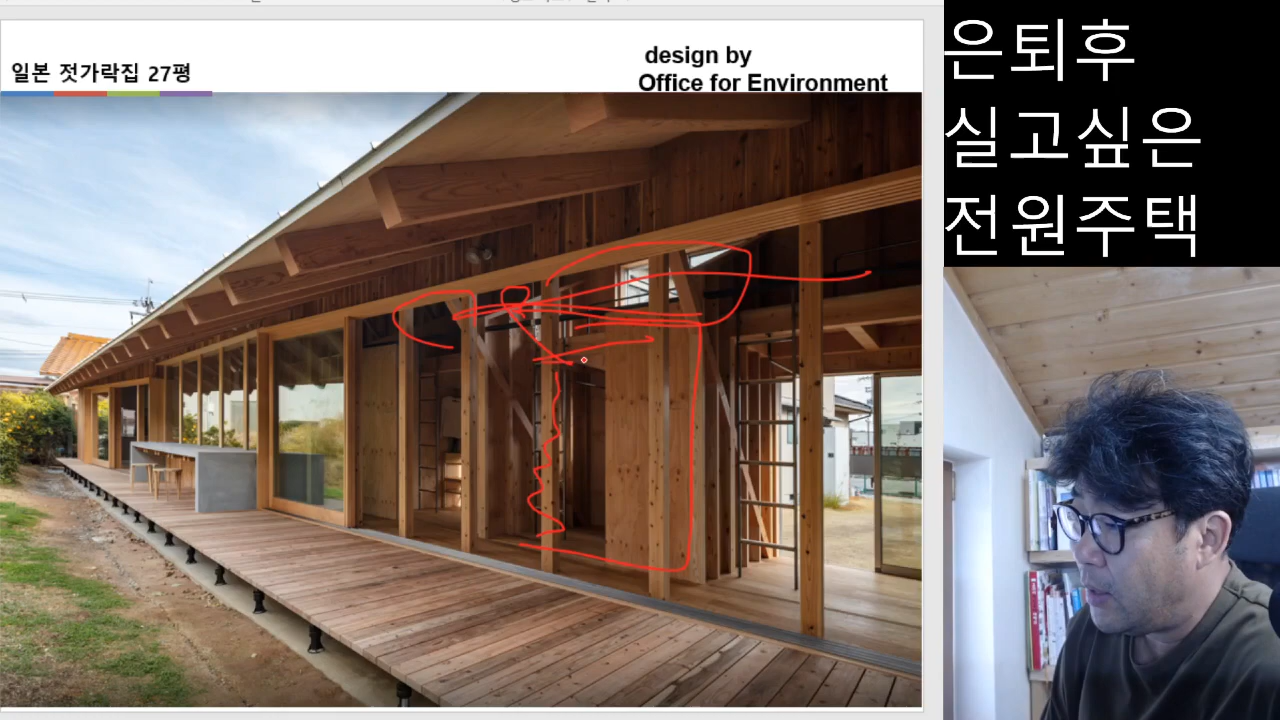 일본 젓가락집 27평
design by
Office for Environment
은퇴후
실고싶은
전원주택